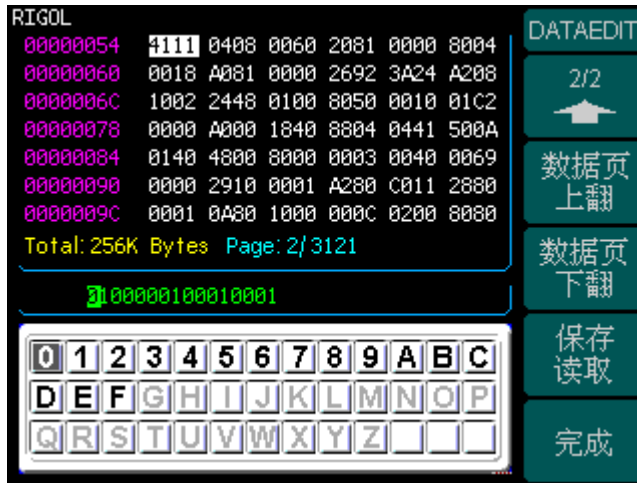 RIGOL
DATAEDIT
00000054 4111 0408 0060 2081 0000 8004
00000060 0018 A081 0000 2692 3A24 A208
0000006C 1002 2448 0100 8050 0010 01C2
00000078 0000 A000 1840 8804 0441 500A
00000084 0140 4800 8000 0003 0040 0069
00000090 0000 2910 0001 A280 C011 2880
0000009C 0001 0A80 1000 000C 0200 8080
Total: 256K Bytes Page: 2/3121
0100000100010001
0 1 2 3 4 5 6 7 8 9 A B C
D E F G H I J K L M N O P
Q R S T U V W X Y Z
2/2
数据页
上翻
数据页
下翻
保存
读取
完成